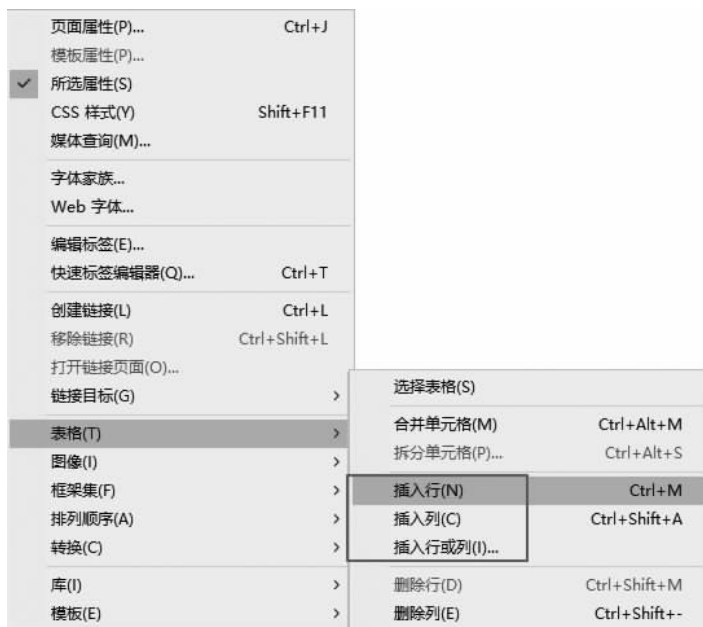 页面属性(P)... Ctrl+J
模板属性(P)...
所选属性(S)
CSS 样式(Y) Shift+F11
媒体查询(M)...
字体家族...
Web 字体...
编辑标签(E)...
快速标签编辑器(Q)... Ctrl+T
创建链接(L) Ctrl+L
移除链接(R) Ctrl+Shift+L
打开链接页面(O)...
链接目标(G)
表格(T)
图像(I)
框架集(F)
排列顺序(A)
转换(C)
库(I)
模板(E)
选择表格(S)
合并单元格(M) Ctrl+Alt+M
拆分单元格(P)... Ctrl+Alt+S
插入行(N) Ctrl+M
插入列(C) Ctrl+Shift+A
插入行或列(I)...
删除行(D) Ctrl+Shift+M
删除列(E) Ctrl+Shift+-